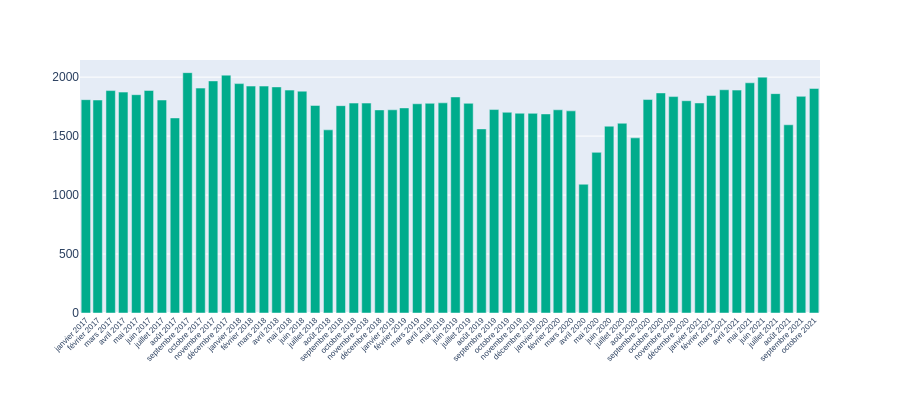 2000
1500
1000
500
0
janvier 2017
février 2017
mars 2017
avril 2017
mai 2017
juin 2017
juillet 2017
août 2017
septembre 2017
octobre 2017
novembre 2017
décembre 2017
janvier 2018
février 2018
mars 2018
avril 2018
mai 2018
juin 2018
juillet 2018
août 2018
septembre 2018
octobre 2018
novembre 2018
décembre 2018
janvier 2019
février 2019
mars 2019
avril 2019
mai 2019
juin 2019
juillet 2019
août 2019
septembre 2019
octobre 2019
novembre 2019
décembre 2019
janvier 2020
février 2020
mars 2020
avril 2020
mai 2020
juin 2020
juillet 2020
août 2020
septembre 2020
octobre 2020
novembre 2020
décembre 2020
janvier 2021
février 2021
mars 2021
avril 2021
mai 2021
juin 2021
juillet 2021
août 2021
septembre 2021
octobre 2021